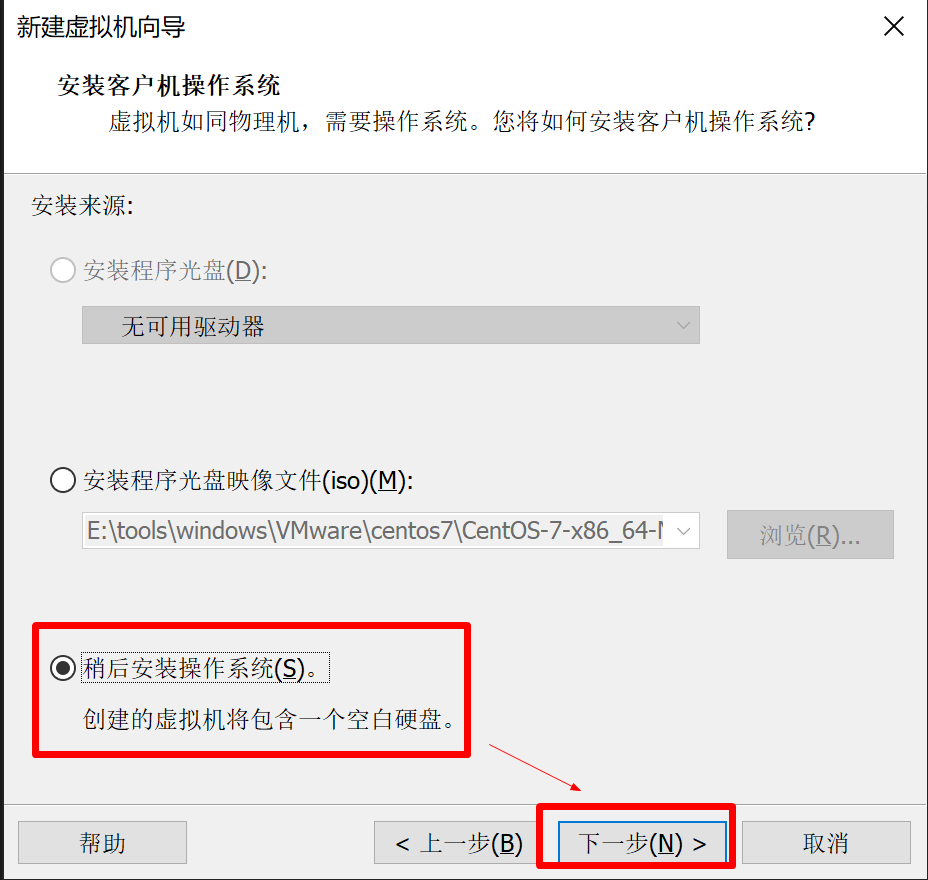 新建虚拟机向导
安装客户机操作系统
虚拟机如同物理机，需要操作系统。您将如何安装客户机操作系统?
安装来源:
安装程序光盘(D):
无可用驱动器
安装程序光盘映像文件(iso)(M):
E:\tools\windows\VMware\centos7\CentOS-7-x86_64-M
浏览(R)...
稍后安装操作系统(S)。
创建的虚拟机将包含一个空白硬盘。
帮助
< 上一步(B)
下一步(N) >
取消